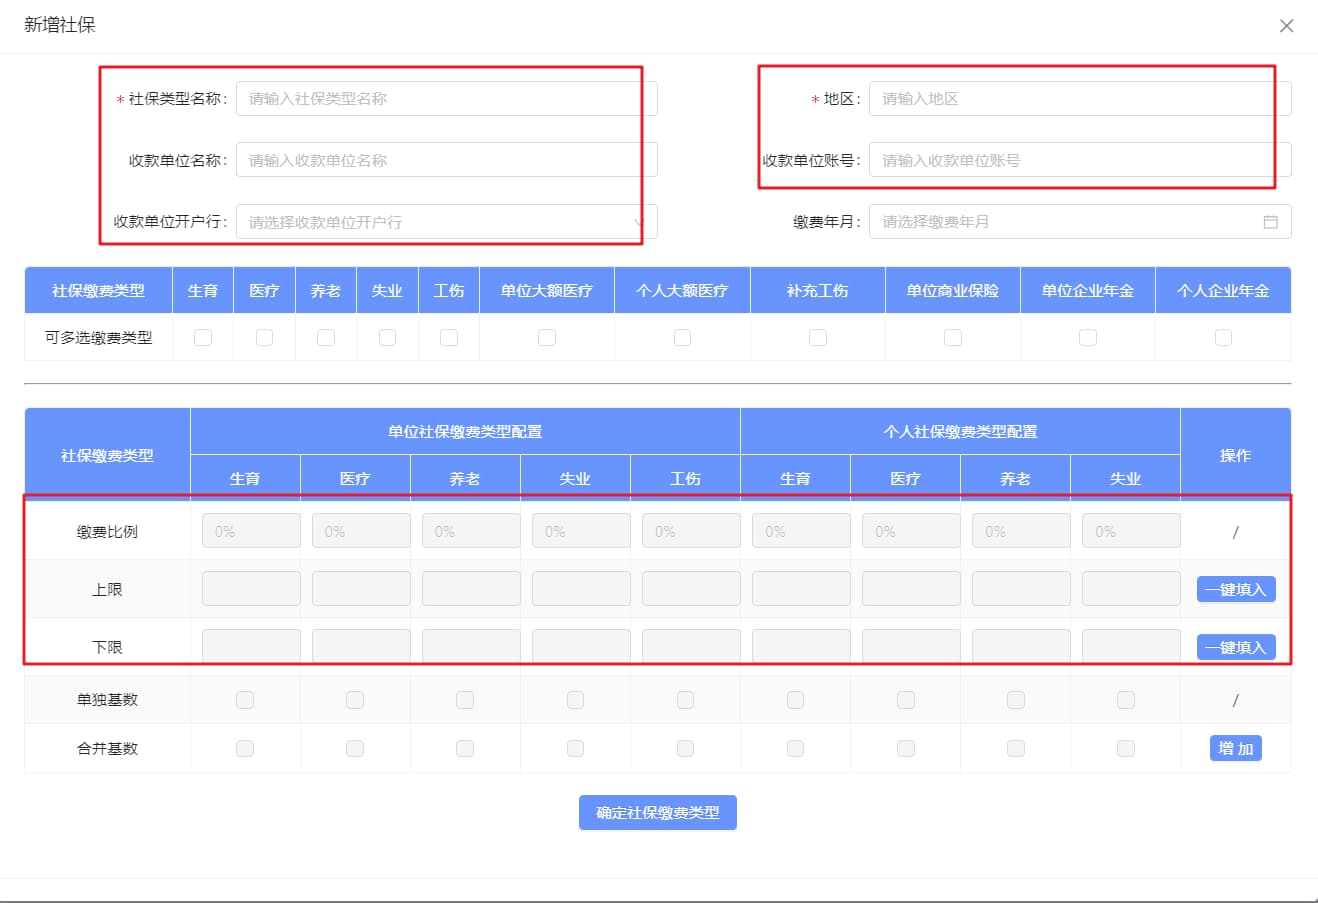 新增社保
* 社保类型名称: 请输入社保类型名称 * 地区: 请输入地区
收款单位名称: 请输入收款单位名称 收款单位账号: 请输入收款单位账号
收款单位开户行: 请选择收款单位开户行 缴费年月: 请选择缴费年月
社保缴费类型 生育 医疗 养老 失业 工伤 单位大额医疗 个人大额医疗 补充工伤 单位商业保险 单位企业年金 个人企业年金
可多选缴费类型
社保缴费类型 单位社保缴费类型配置 个人社保缴费类型配置 操作
生育 医疗 养老 失业 工伤 生育 医疗 养老 失业
缴费比例 0% 0% 0% 0% 0% 0% 0% 0% 0% /
上限 一键填入
下限 一键填入
单独基数 /
合并基数 增 加
确定社保缴费类型